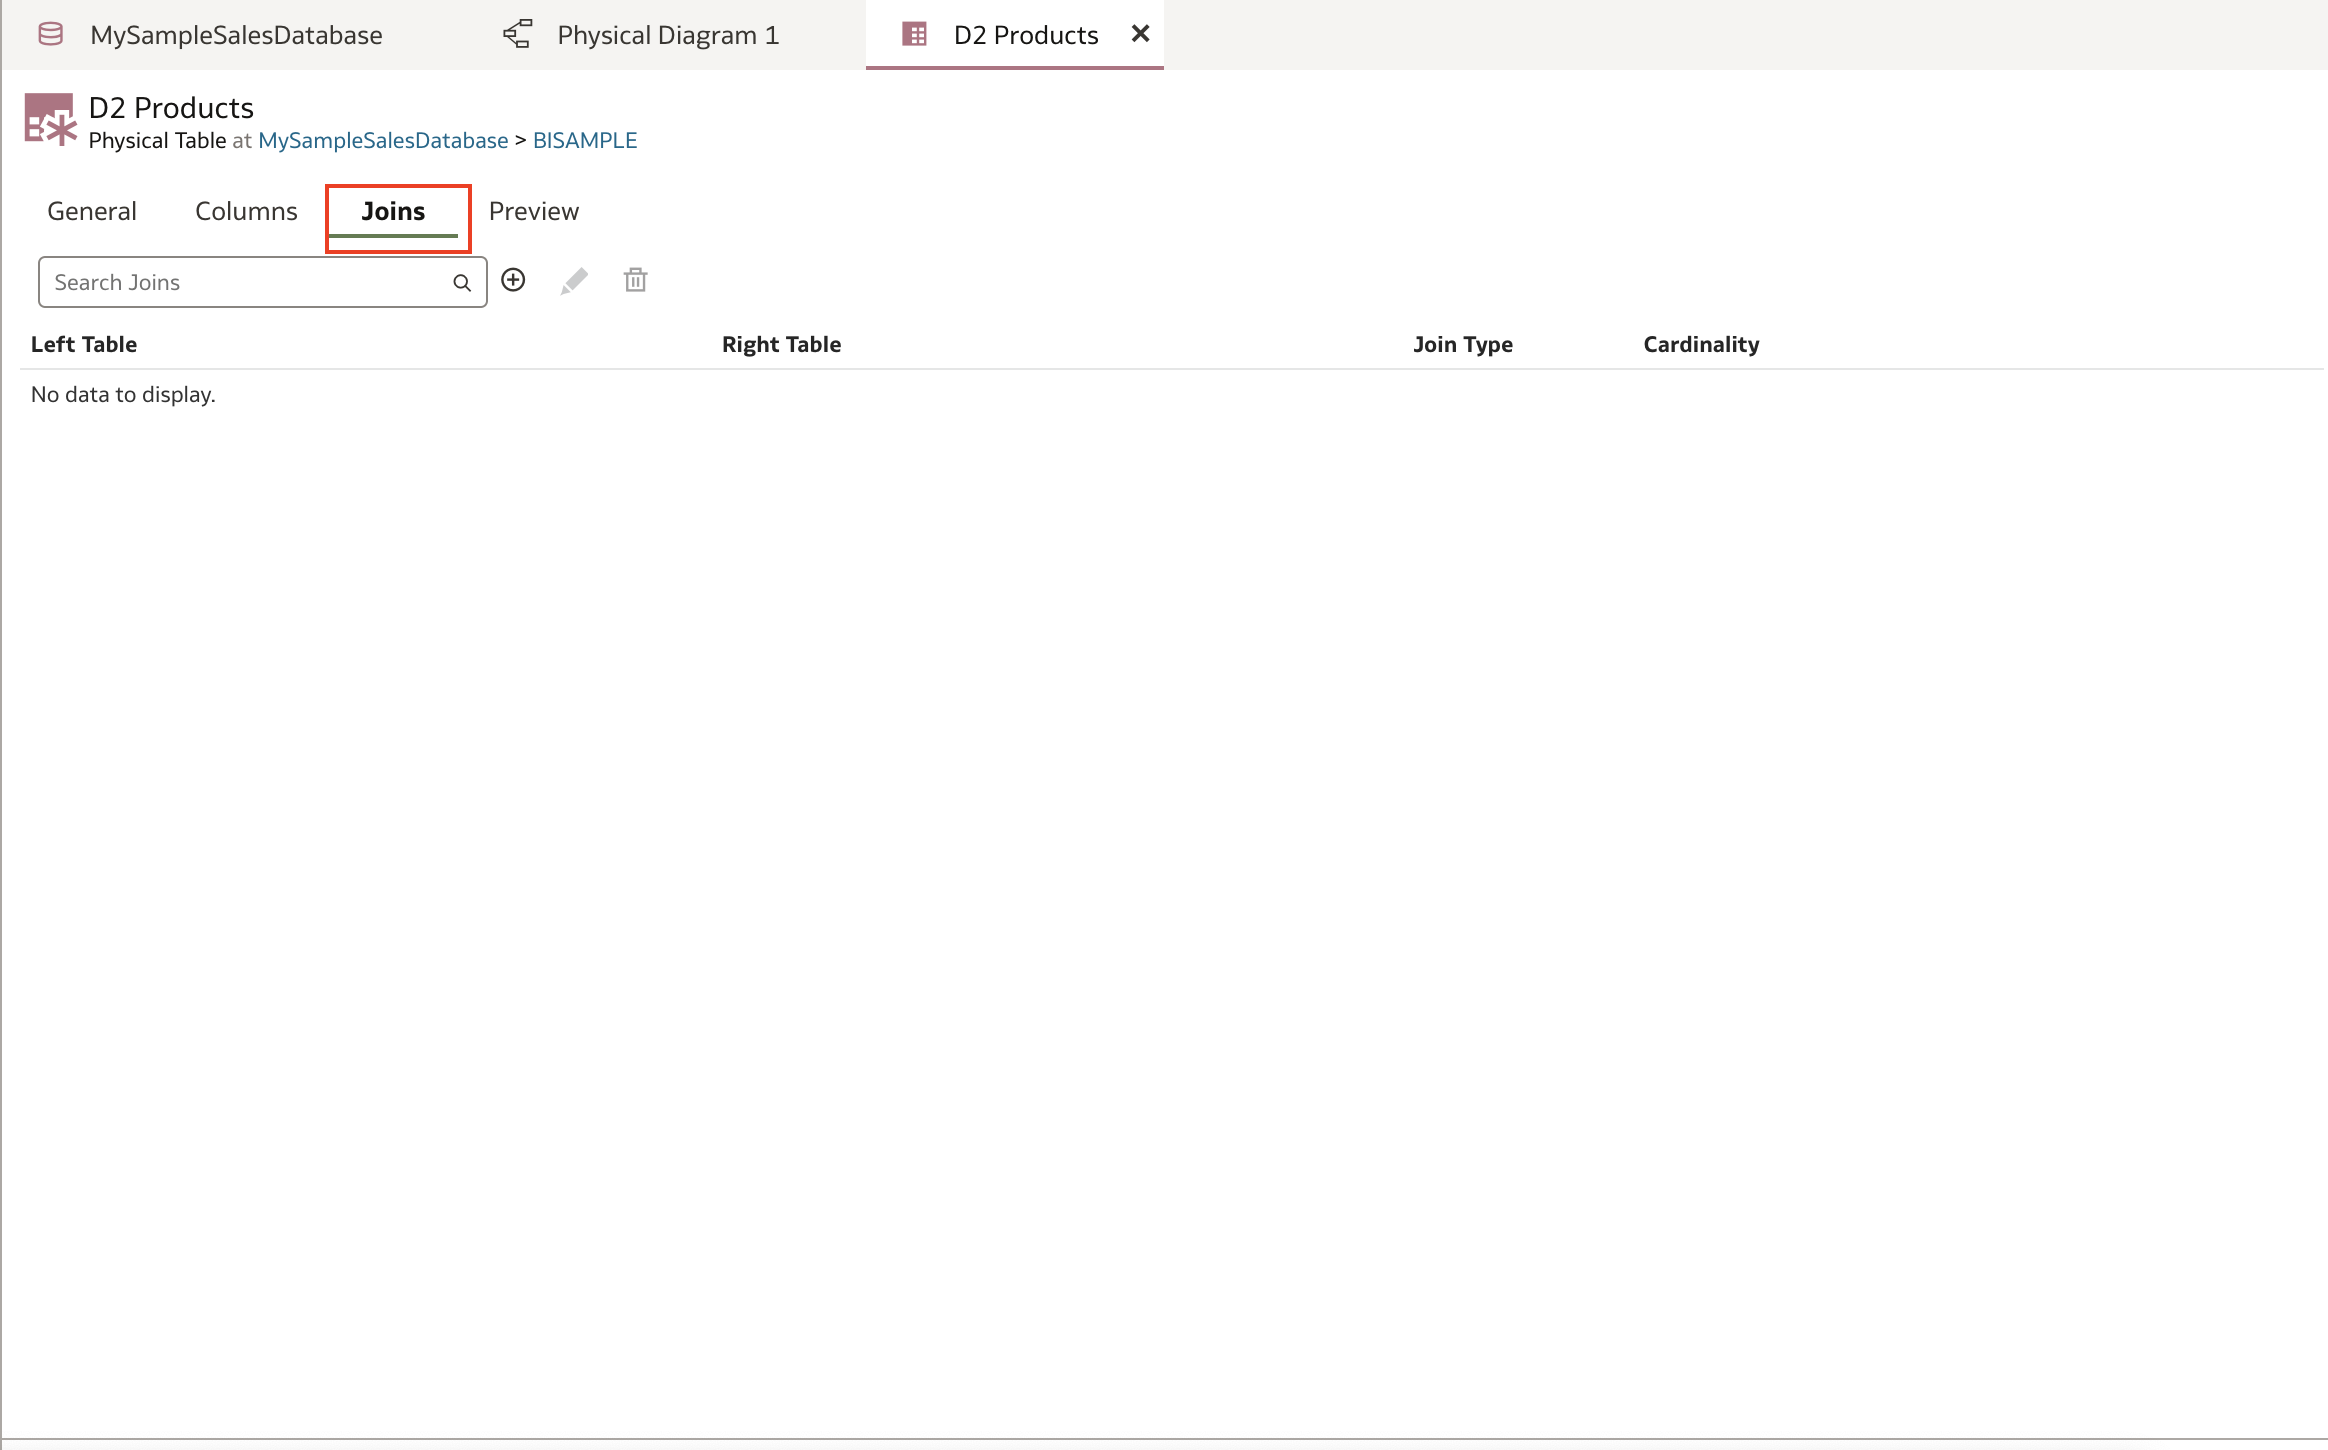 MySampleSalesDatabase Physical Diagram 1 D2 Products
D2 Products
Physical Table at MySampleSalesDatabase > BISAMPLE
General Columns Joins Preview
Search Joins
Left Table Right Table Join Type Cardinality
No data to display.